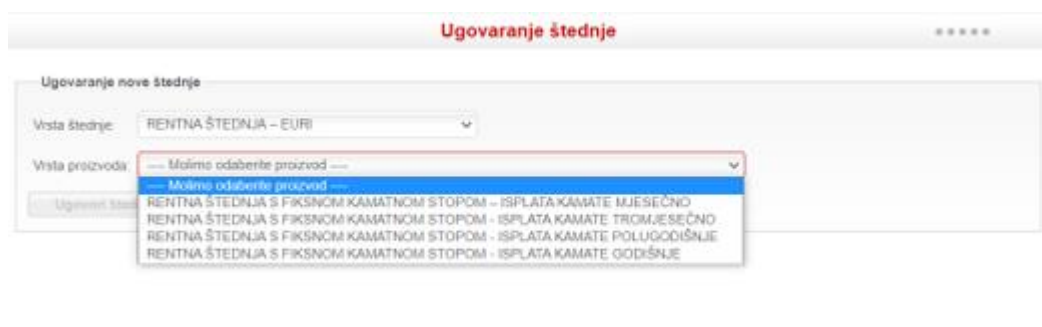 Ugovaranje štednje
Ugovaranje nove štednje
Vrsta štednje: RENTNA ŠTEDNJA – EURI
Vrsta proizvoda: ---- Molimo odaberite proizvod ----
---- Molimo odaberite proizvod ----
RENTNA ŠTEDNJA S FIKSNOM KAMATNOM STOPOM – ISPLATA KAMATE MJESEČNO
RENTNA ŠTEDNJA S FIKSNOM KAMATNOM STOPOM - ISPLATA KAMATE TROMJESEČNO
RENTNA ŠTEDNJA S FIKSNOM KAMATNOM STOPOM - ISPLATA KAMATE POLUGODIŠNJE
RENTNA ŠTEDNJA S FIKSNOM KAMATNOM STOPOM - ISPLATA KAMATE GODIŠNJE
Ugovori